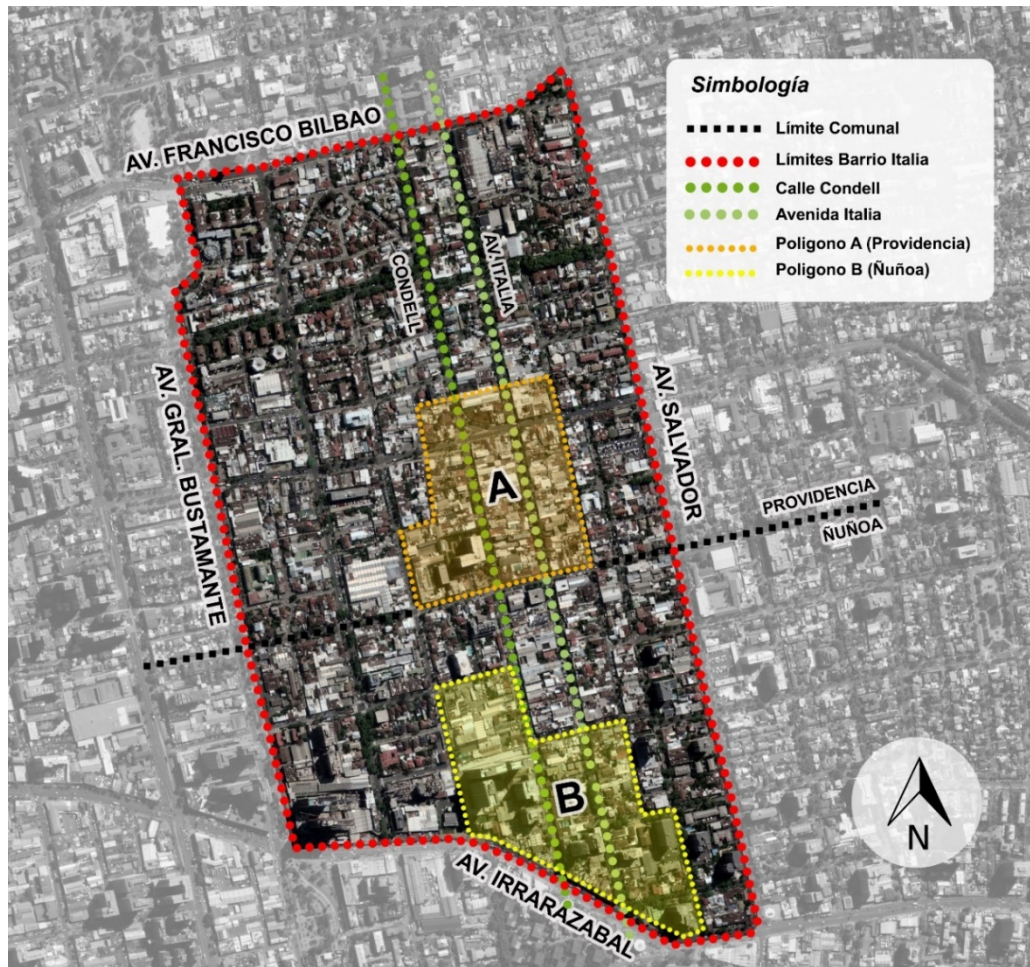 Simbología
Límite Comunal
Límites Barrio Italia
Calle Condell
Avenida Italia
Poligono A (Providencia)
Poligono B (Ñuñoa)
AV. FRANCISCO BILBAO
CONDELL
AV. ITALIA
AV. GRAL. BUSTAMANTE
AV. SALVADOR
A
PROVIDENCIA
ÑUÑOA
B
AV. IRRARAZABAL
N